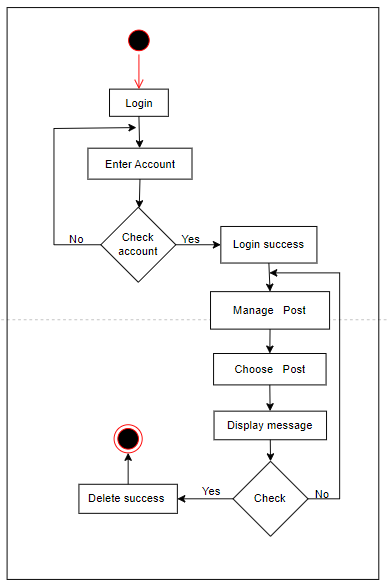 Login
Enter Account
Check
account
No
Yes
Login success
Manage Post
Choose Post
Display message
Check
Yes
No
Delete success